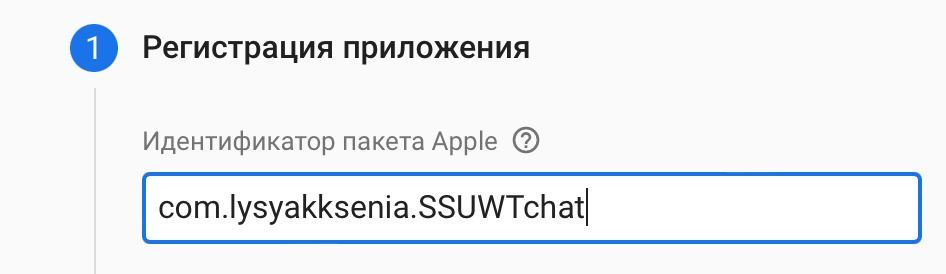 1 Регистрация приложения
Идентификатор пакета Apple ?
com.lysyakksenia.SSUWTchat